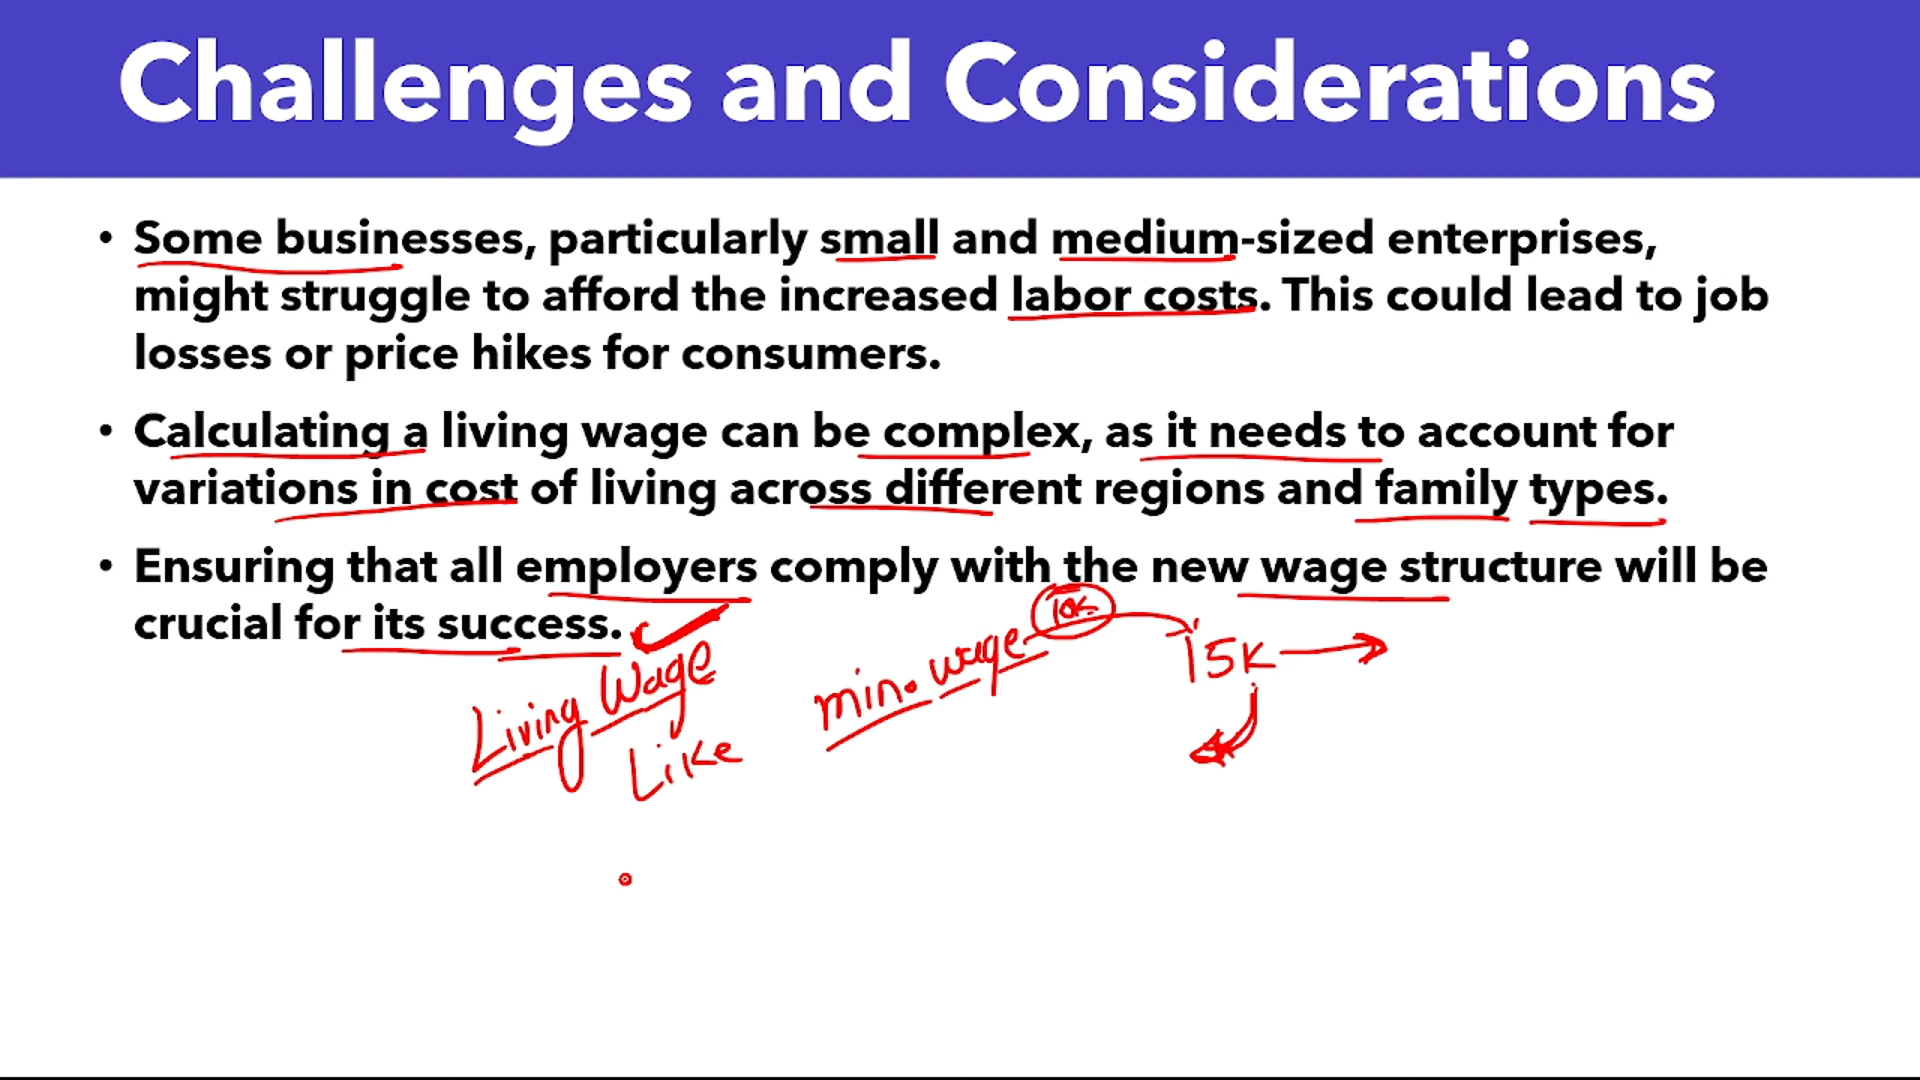 Challenges and Considerations
• Some businesses, particularly small and medium-sized enterprises,
might struggle to afford the increased labor costs. This could lead to job
losses or price hikes for consumers.
• Calculating a living wage can be complex, as it needs to account for
variations in cost of living across different regions and family types.
• Ensuring that all employers comply with the new wage structure will be
crucial for its success.
Living Wage
Like
min. wage 10k 15K